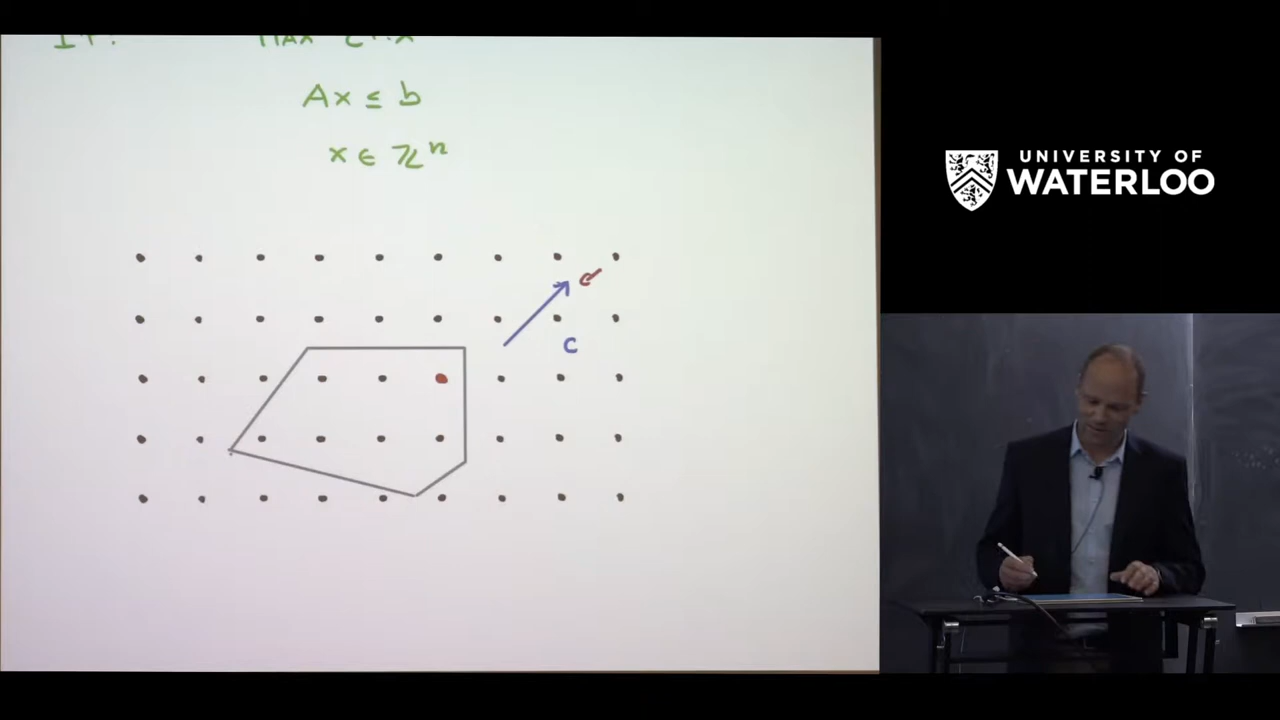 Ax ≤ b
x ∈ ℤⁿ
c
UNIVERSITY OF
WATERLOO